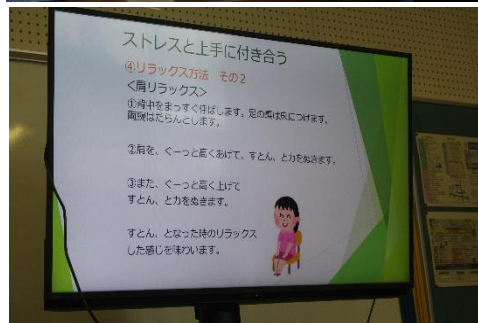 ストレスと上手に付き合う
④リラックス方法　その２
＜肩リラックス＞
①背中をまっすぐ伸ばします。足の裏は床につけます。
両腕はだらんとします。
②肩を、ぐーっと高くあげて、すとん、と力をぬきます。
③また、ぐーっと高く上げて
すとん、と力をぬきます。
すとん、となった時のリラックス
した感じを味わいます。